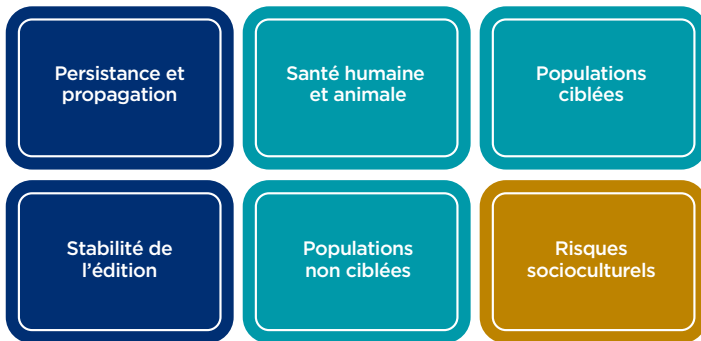 Persistance et
propagation
Santé humaine
et animale
Populations
ciblées
Stabilité de
l’édition
Populations
non ciblées
Risques
socioculturels